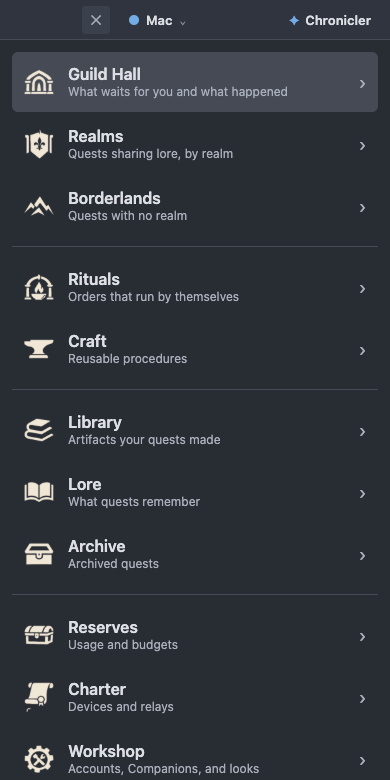 Mac
Chronicler
Guild Hall
What waits for you and what happened
Realms
Quests sharing lore, by realm
Borderlands
Quests with no realm
Rituals
Orders that run by themselves
Craft
Reusable procedures
Library
Artifacts your quests made
Lore
What quests remember
Archive
Archived quests
Reserves
Usage and budgets
Charter
Devices and relays
Workshop
Accounts, Companions, and looks